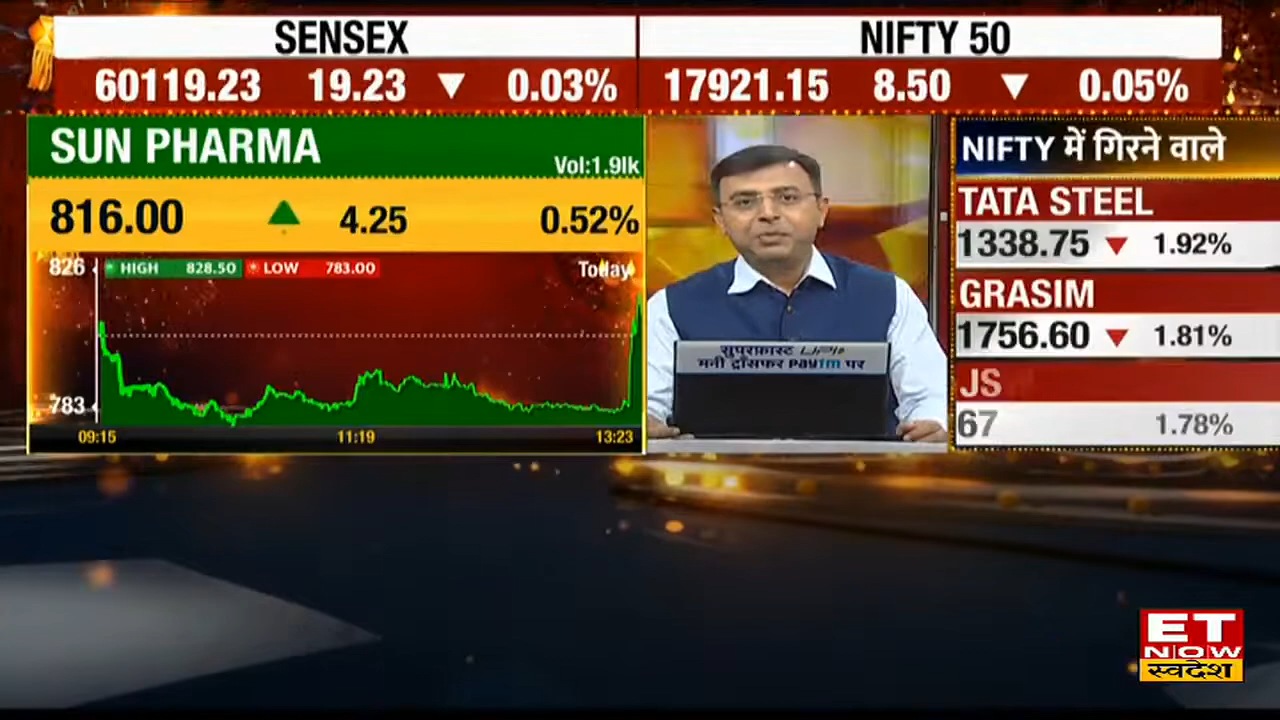 SENSEX
60119.23 19.23 ▼ 0.03%
NIFTY 50
17921.15 8.50 ▼ 0.05%
SUN PHARMA
Vol:1.9lk
816.00 ▲ 4.25 0.52%
826 HIGH 828.50 LOW 783.00 Today
783
09:15 11:19 13:23
सुपरफ़ास्ट
मनी ट्रांसफर Paytm पर
NIFTY में गिरने वाले
TATA STEEL
1338.75 ▼ 1.92%
GRASIM
1756.60 ▼ 1.81%
JS
67 1.78%
ET
NOW
स्वदेश